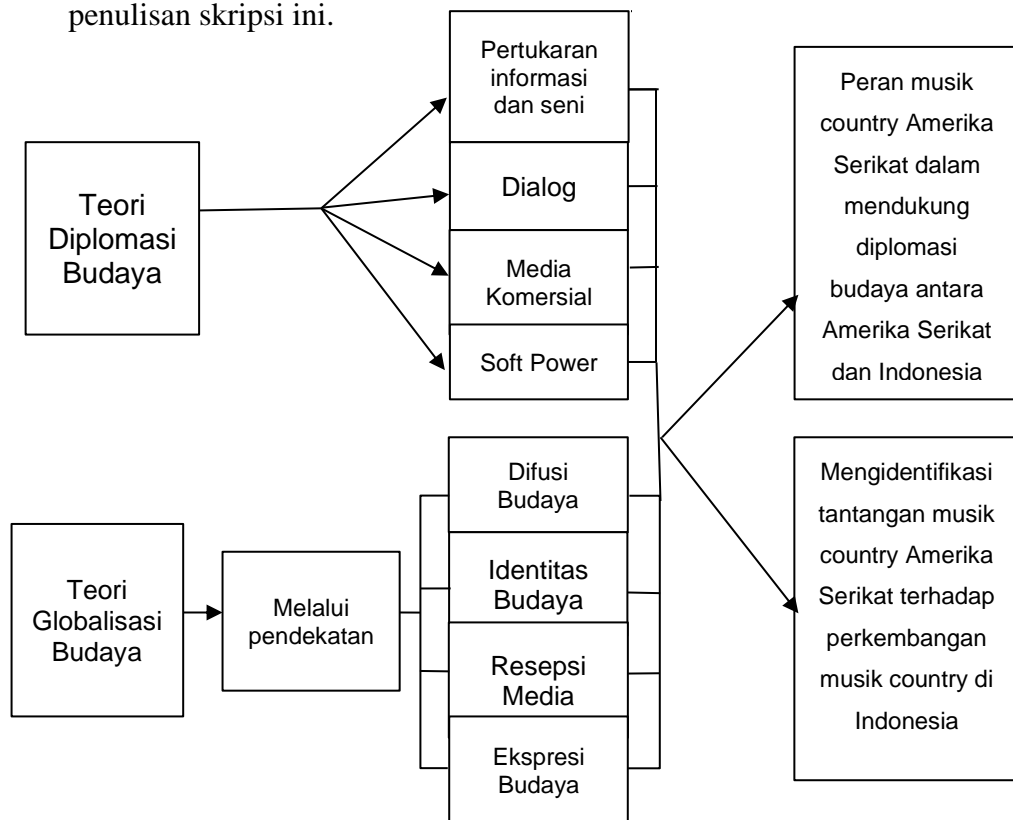 penulisan skripsi ini.
Teori
Diplomasi
Budaya
Pertukaran
informasi
dan seni
Dialog
Media
Komersial
Soft Power
Teori
Globalisasi
Budaya
Melalui
pendekatan
Difusi
Budaya
Identitas
Budaya
Resepsi
Media
Ekspresi
Budaya
Peran musik
country Amerika
Serikat dalam
mendukung
diplomasi
budaya antara
Amerika Serikat
dan Indonesia
Mengidentifikasi
tantangan musik
country Amerika
Serikat terhadap
perkembangan
musik country di
Indonesia